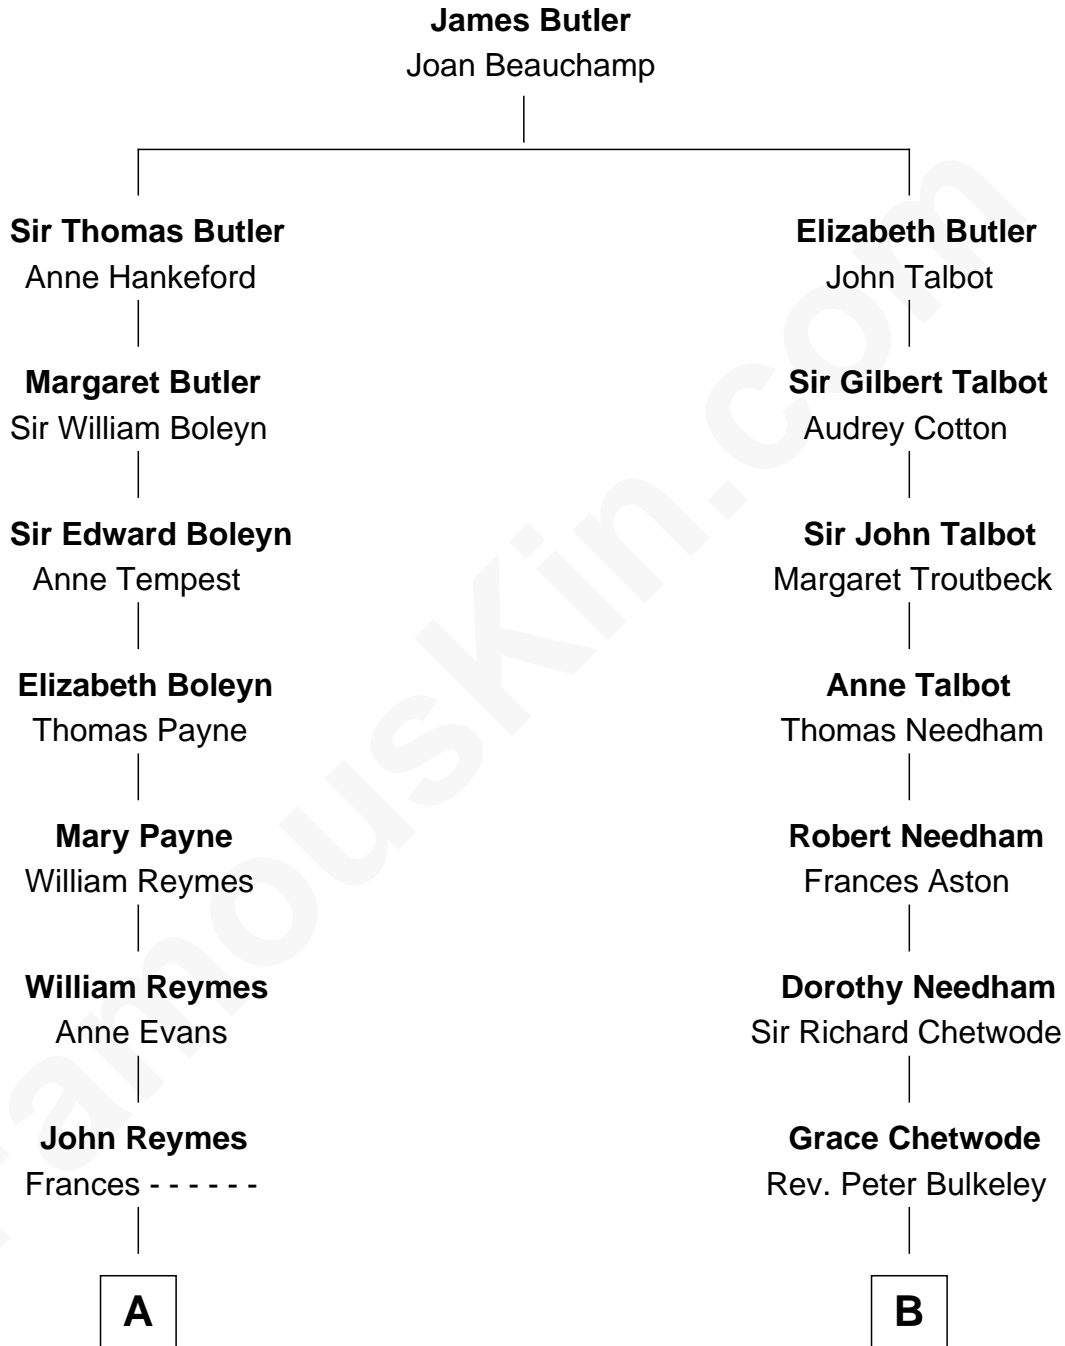 James Butler
Joan Beauchamp
Sir Thomas Butler
Anne Hankeford
Margaret Butler
Sir William Boleyn
Sir Edward Boleyn
Anne Tempest
Elizabeth Boleyn
Thomas Payne
Mary Payne
William Reymes
William Reymes
Anne Evans
John Reymes
Frances - - - - - -
A
Elizabeth Butler
John Talbot
Sir Gilbert Talbot
Audrey Cotton
Sir John Talbot
Margaret Troutbeck
Anne Talbot
Thomas Needham
Robert Needham
Frances Aston
Dorothy Needham
Sir Richard Chetwode
Grace Chetwode
Rev. Peter Bulkeley
B
FamousKin.com